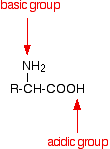 basic group
NH2
R-CH-COOH
acidic group